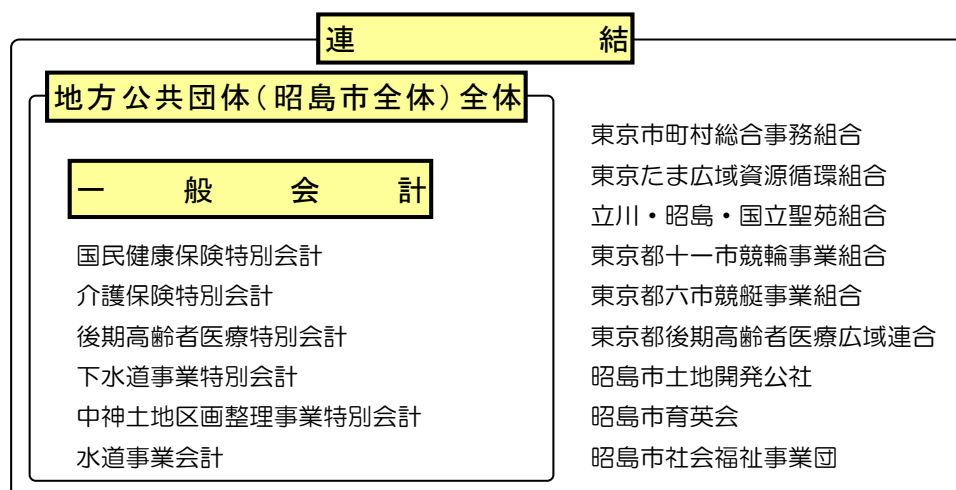 連結
地方公共団体（昭島市全体）全体
一般会計
国民健康保険特別会計
介護保険特別会計
後期高齢者医療特別会計
下水道事業特別会計
中神土地区画整理事業特別会計
水道事業会計
東京市町村総合事務組合
東京たま広域資源循環組合
立川・昭島・国立聖苑組合
東京都十一市競輪事業組合
東京都六市競艇事業組合
東京都後期高齢者医療広域連合
昭島市土地開発公社
昭島市育英会
昭島市社会福祉事業団